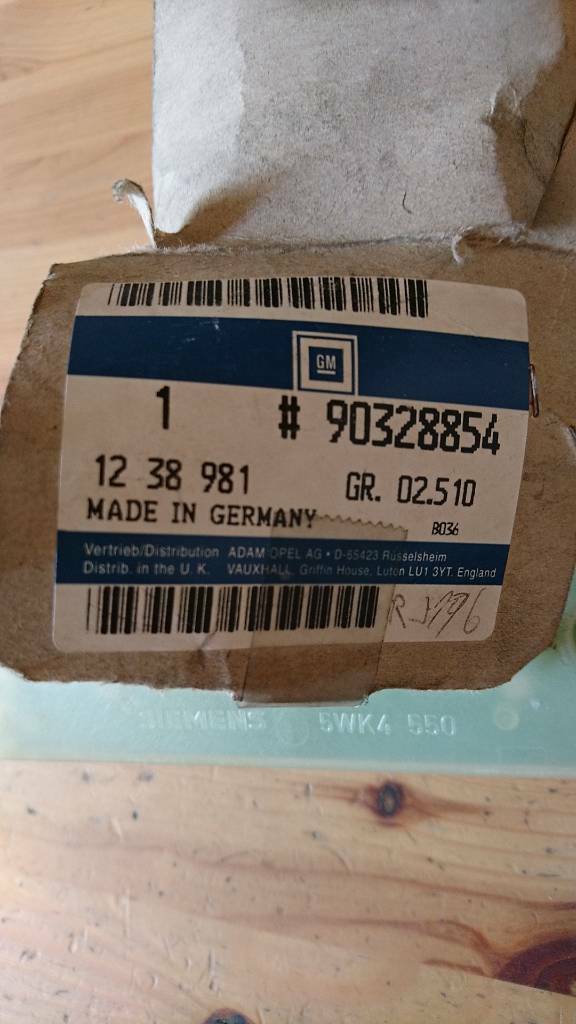 GM
1 # 90328854
12 38 981 GR. 02.510
MADE IN GERMANY B036
Vertrieb/Distribution ADAM OPEL AG • D-65423 Rüsselsheim
Distrib. in the U. K. VAUXHALL Griffin House, Luton LU1 3YT. England
SIEMENS 5WK4 550